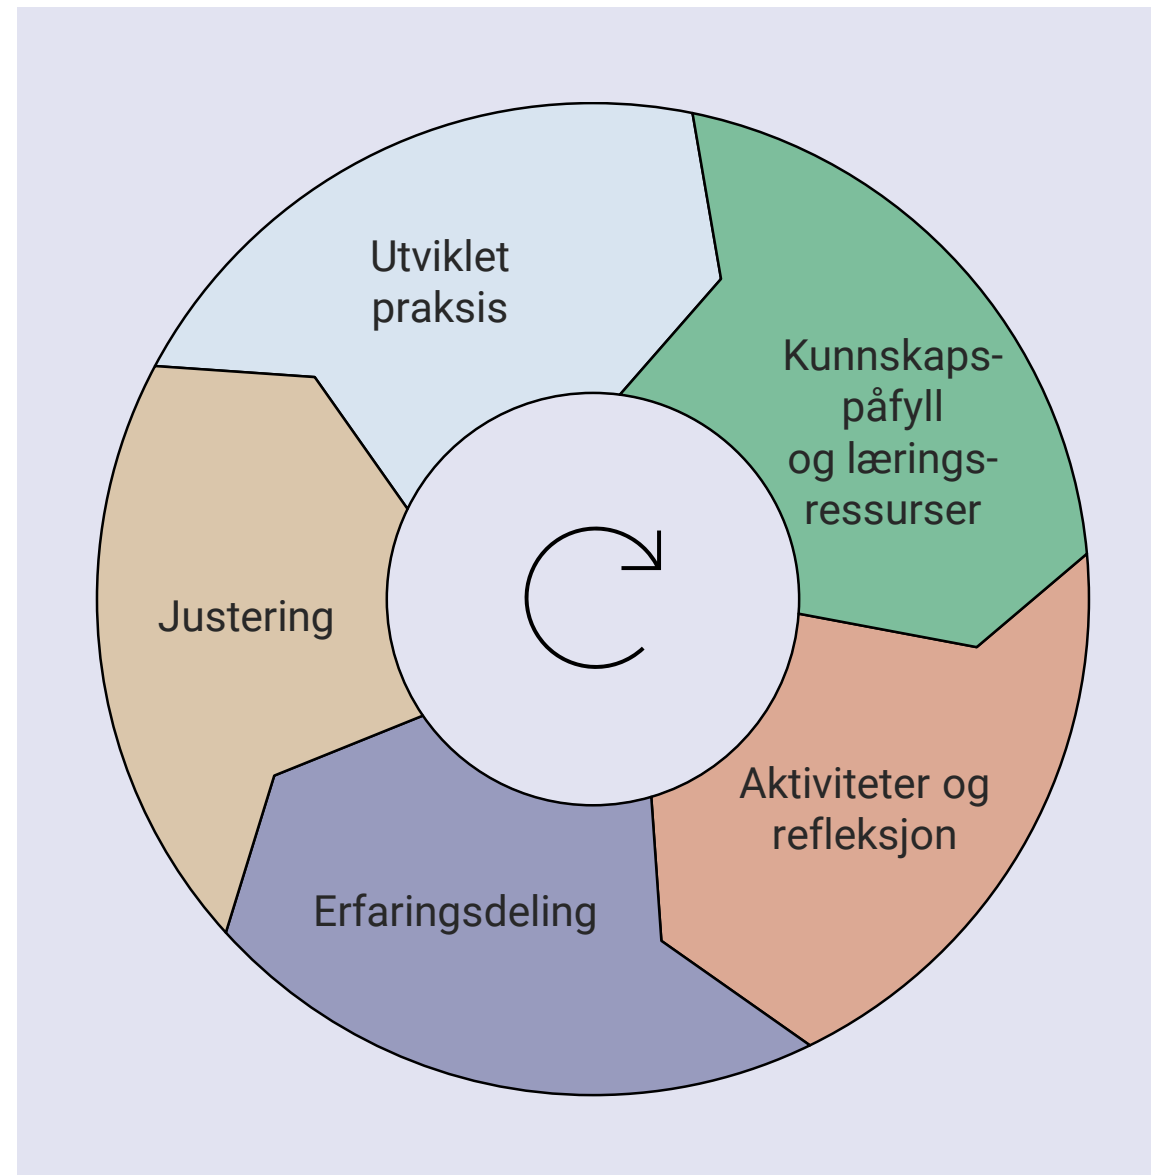 Utviklet
praksis
Kunnskaps-
påfyll
og lærings-
ressurser
Aktiviteter og
refleksjon
Erfaringsdeling
Justering